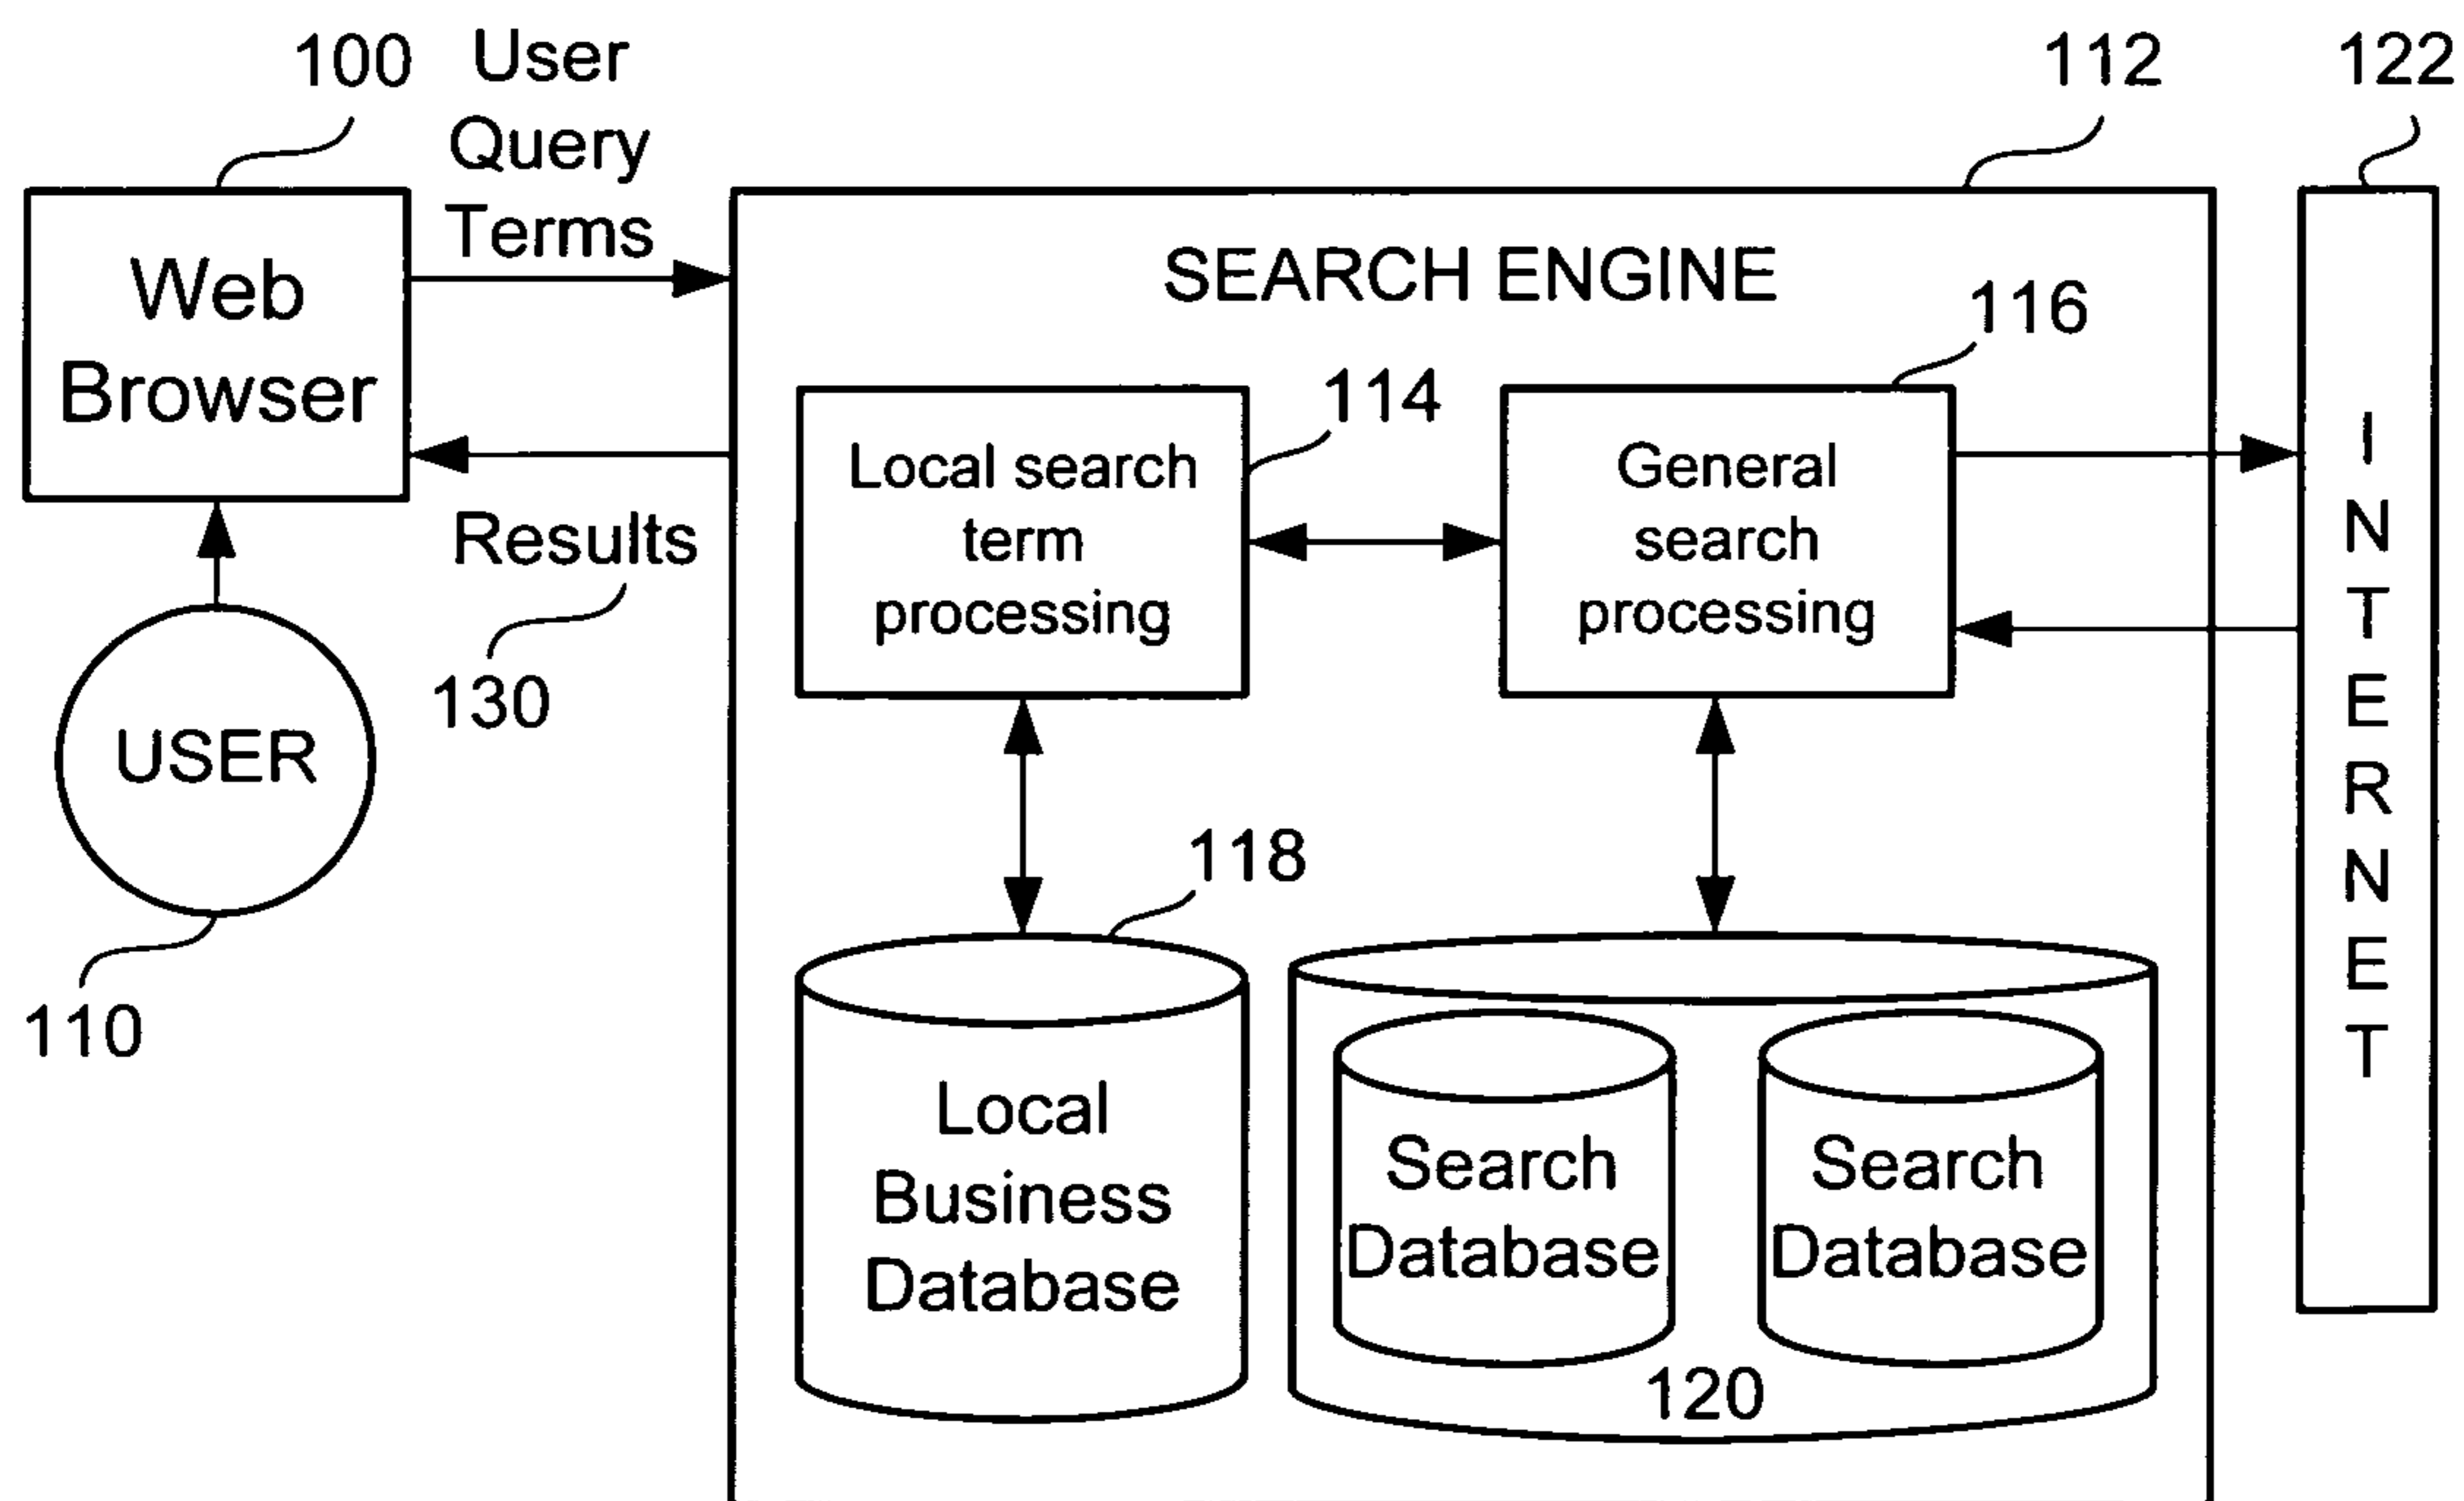 100
User
Query
Terms
112
122
Web
Browser
SEARCH ENGINE
116
114
Local search
term
processing
General
search
processing
INTERNET
Results
130
USER
110
118
Local
Business
Database
Search
Database
Search
Database
120